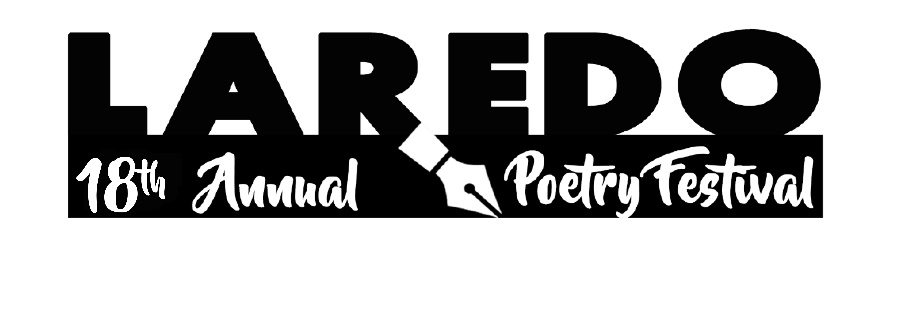 LAREDO
18th Annual Poetry Festival